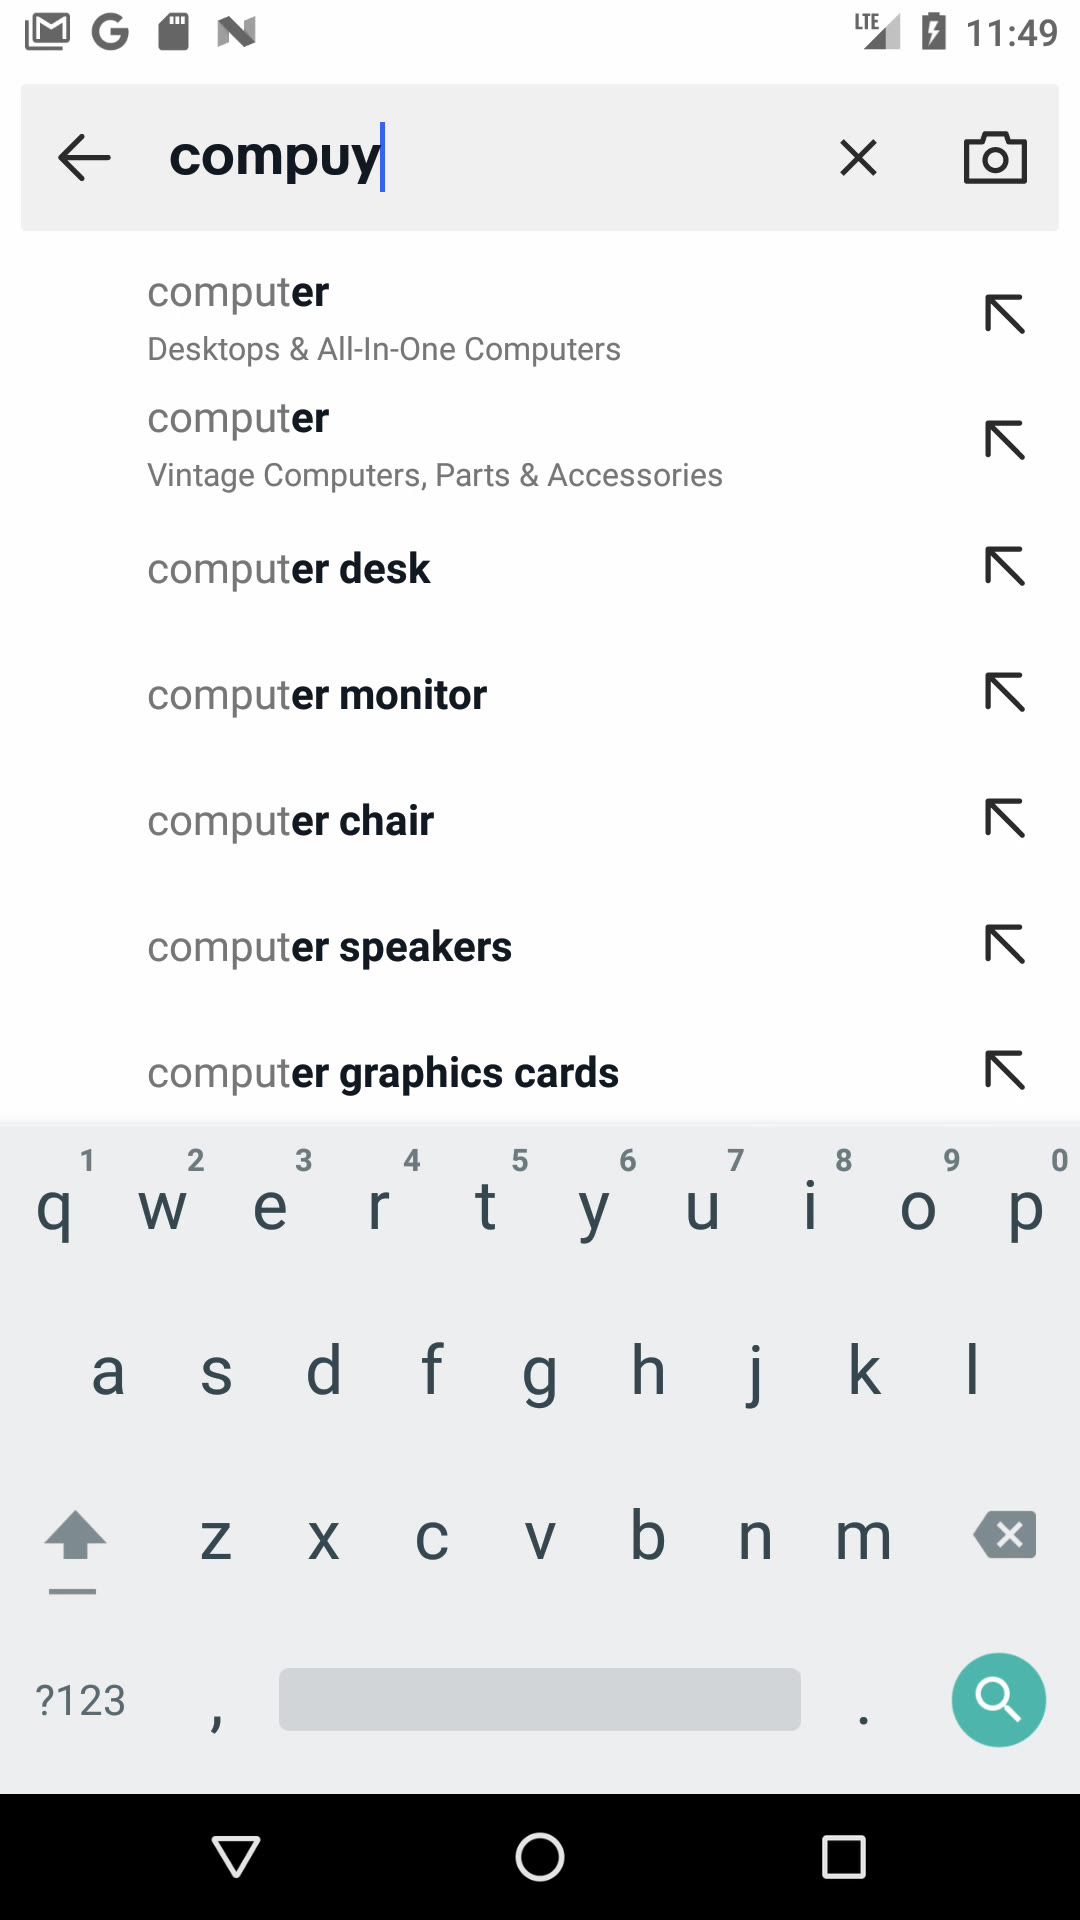 LTE 11:49
compuy
computer
Desktops & All-In-One Computers
computer
Vintage Computers, Parts & Accessories
computer desk
computer monitor
computer chair
computer speakers
computer graphics cards
1 2 3 4 5 6 7 8 9 0
q w e r t y u i o p
a s d f g h j k l
z x c v b n m
?123 , .